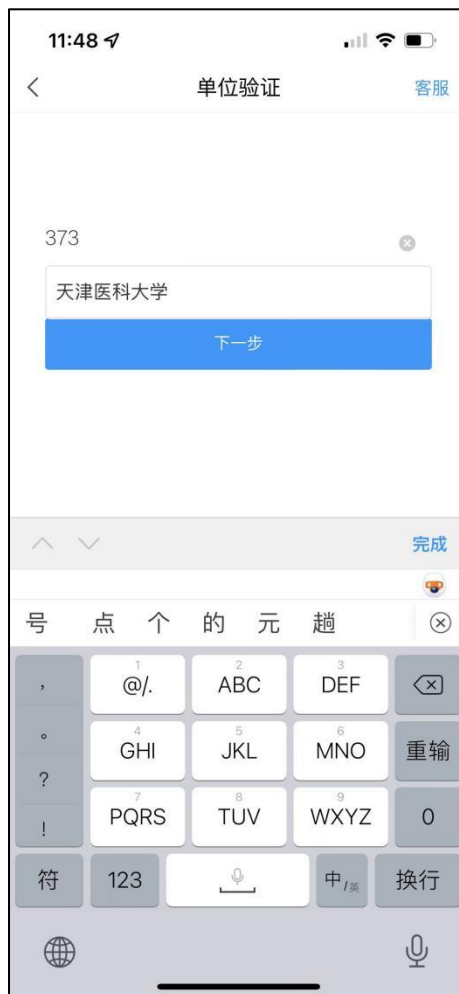 11:48
单位验证 客服
373
天津医科大学
下一步
完成
号 点 个 的 元 趟
, 1 @/. 2 ABC 3 DEF
。 4 GHI 5 JKL 6 MNO 重输
?
! 7 PQRS 8 TUV 9 WXYZ 0
符 123 中/英 换行